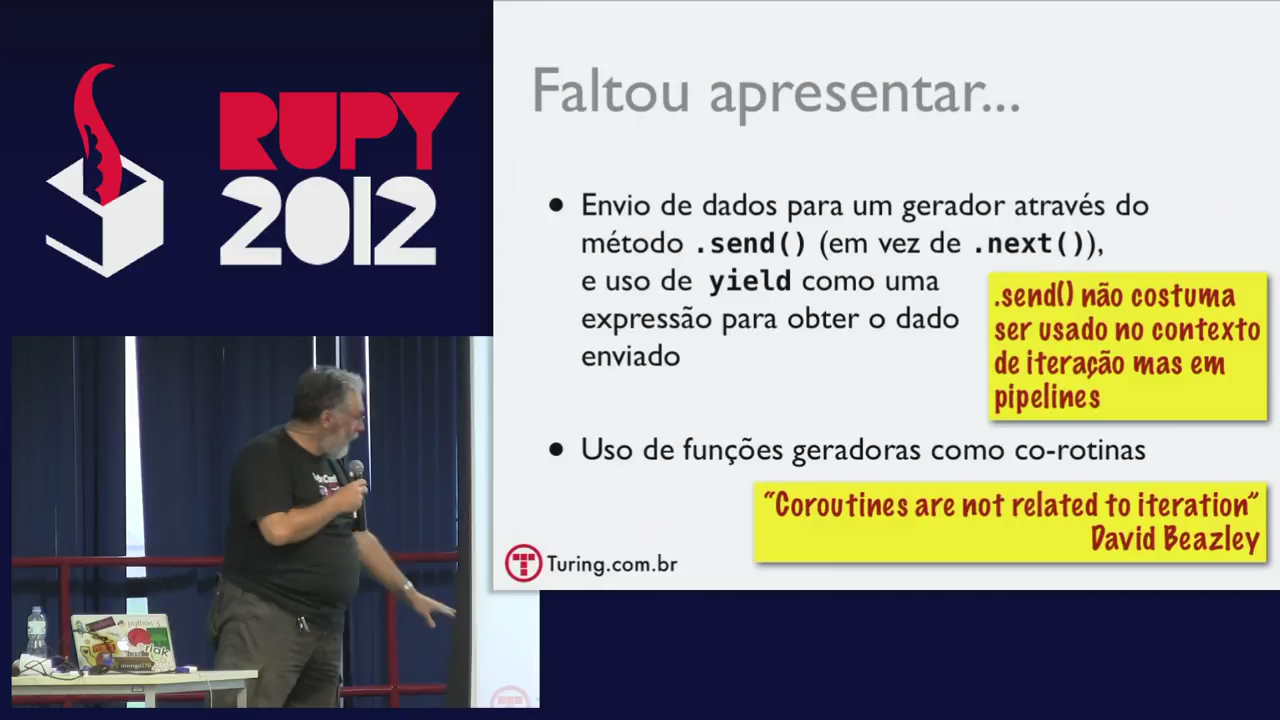 RUPY
2012
Faltou apresentar...
• Envio de dados para um gerador através do
método .send() (em vez de .next()),
e uso de yield como uma
expressão para obter o dado
enviado
.send() não costuma
ser usado no contexto
de iteração mas em
pipelines
• Uso de funções geradoras como co-rotinas
"Coroutines are not related to iteration"
David Beazley
Turing.com.br
python
mongoDB